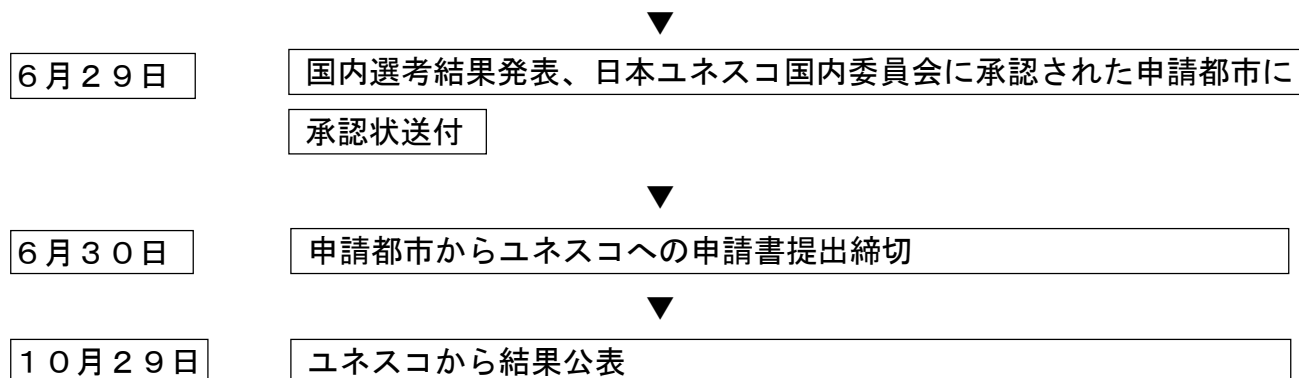 ▼
６月２９日 国内選考結果発表、日本ユネスコ国内委員会に承認された申請都市に
承認状送付
▼
６月３０日 申請都市からユネスコへの申請書提出締切
▼
１０月２９日 ユネスコから結果公表